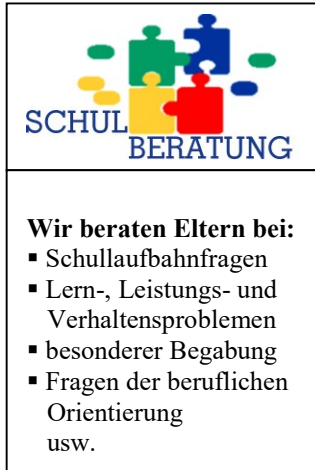 SCHUL
BERATUNG
Wir beraten Eltern bei:
▪ Schullaufbahnfragen
▪ Lern-, Leistungs- und
Verhaltensproblemen
▪ besonderer Begabung
▪ Fragen der beruflichen
Orientierung
usw.